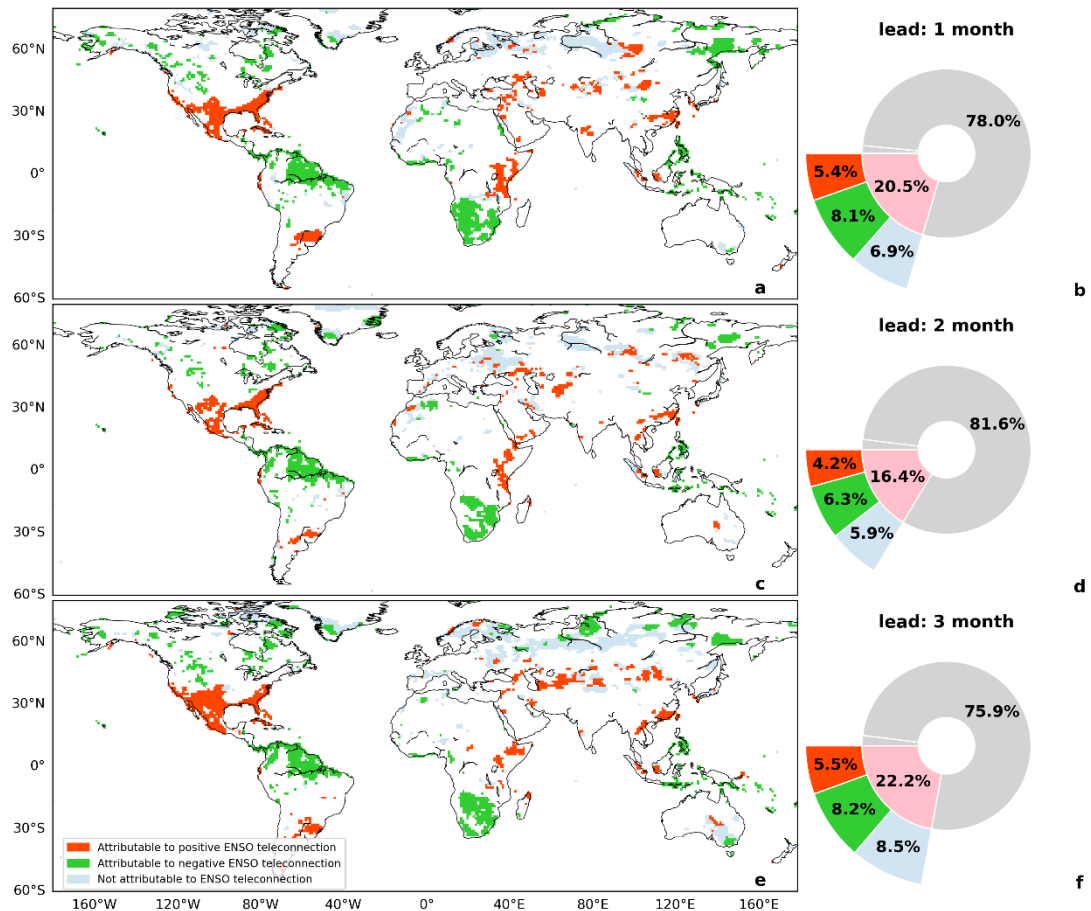 60°N
30°N
0°
30°S
60°S
a
lead: 1 month
78.0%
5.4%
20.5%
8.1%
6.9%
b
60°N
30°N
0°
30°S
60°S
c
lead: 2 month
81.6%
4.2%
16.4%
6.3%
5.9%
d
60°N
30°N
0°
30°S
60°S
Attributable to positive ENSO teleconnection
Attributable to negative ENSO teleconnection
Not attributable to ENSO teleconnection
e
160°W 120°W 80°W 40°W 0° 40°E 80°E 120°E 160°E
lead: 3 month
75.9%
5.5%
22.2%
8.2%
8.5%
f